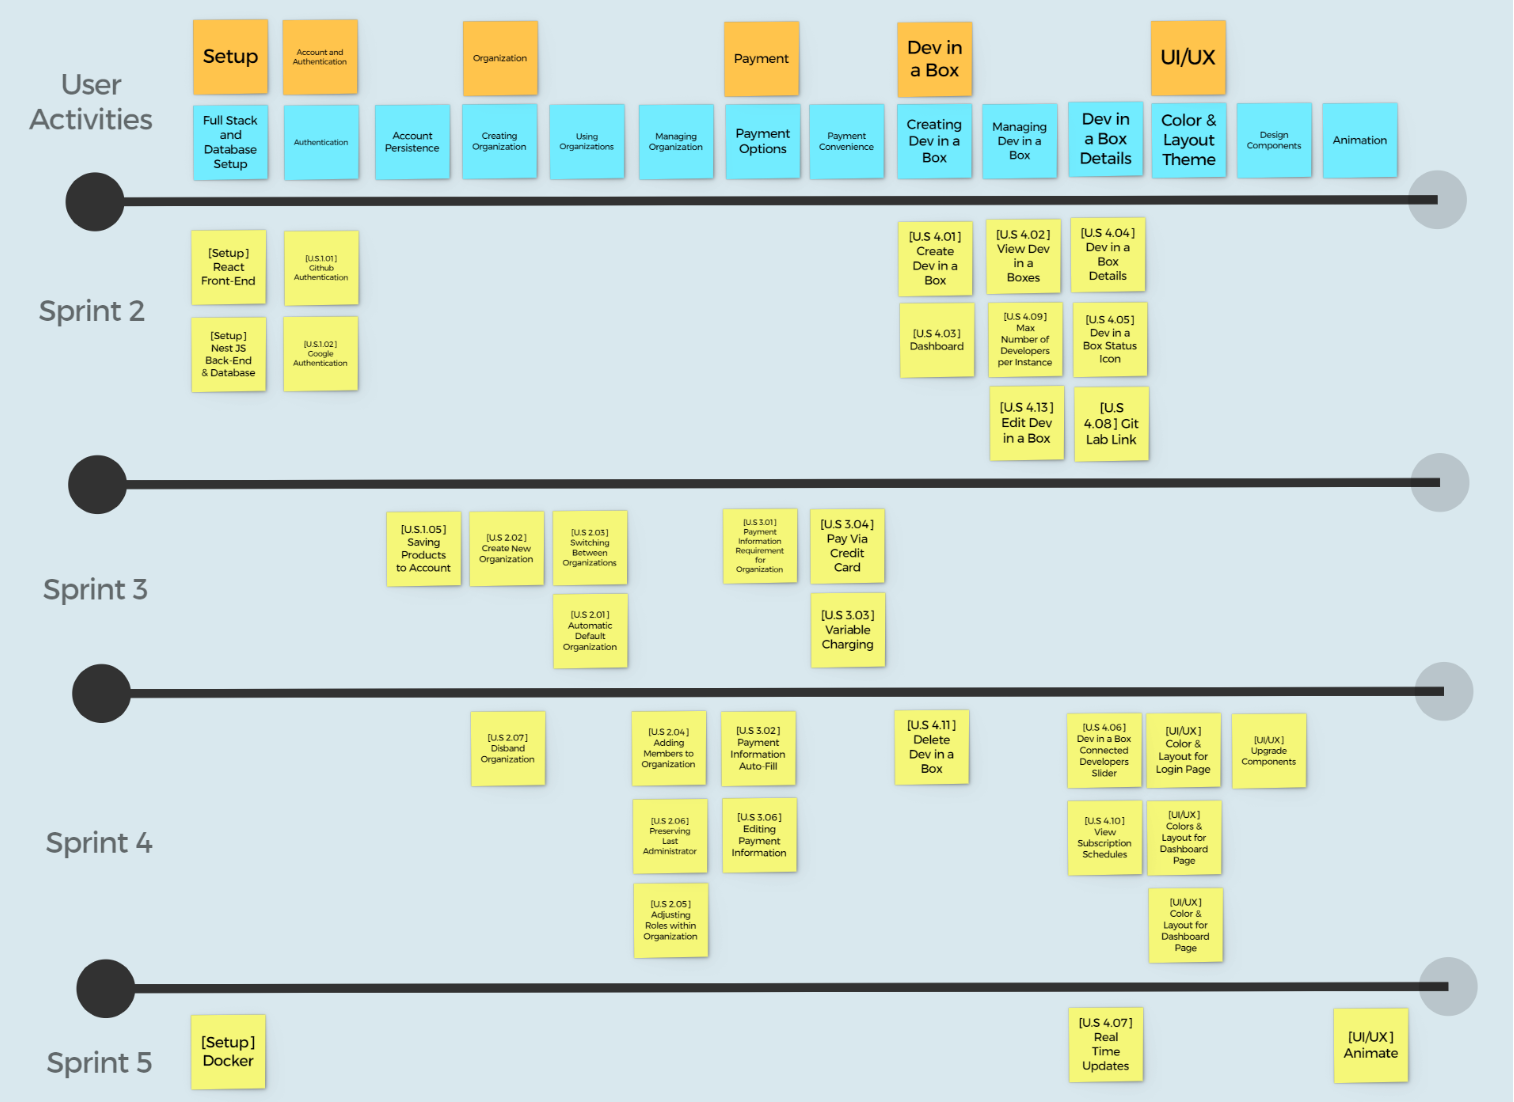 User
Activities
Setup
Account and
Authentication
Organization
Payment
Dev in
a Box
UI/UX
Full Stack
and
Database
Setup
Authentication
Account
Persistence
Creating
Organization
Using
Organizations
Managing
Organization
Payment
Options
Payment
Convenience
Creating
Dev in a
Box
Managing
Dev in a
Box
Dev in
a Box
Details
Color &
Layout
Theme
Design
Components
Animation
Sprint 2
[Setup]
React
Front-End
[U.S.1.01]
Github
Authentication
[U.S 4.01]
Create
Dev in a
Box
[U.S 4.02]
View Dev
in a
Boxes
[U.S 4.04]
Dev in a
Box
Details
[Setup]
Nest JS
Back-End
& Database
[U.S.1.02]
Google
Authentication
[U.S 4.03]
Dashboard
[U.S 4.09]
Max
Number of
Developers
per Instance
[U.S 4.05]
Dev in a
Box Status
Icon
[U.S 4.13]
Edit Dev
in a Box
[U.S
4.08] Git
Lab Link
Sprint 3
[U.S.1.05]
Saving
Products
to Account
[U.S 2.02]
Create New
Organization
[U.S 2.03]
Switching
Between
Organizations
[U.S 3.01]
Payment
Information
Requirement
for
Organization
[U.S 3.04]
Pay Via
Credit
Card
[U.S 2.01]
Automatic
Default
Organization
[U.S 3.03]
Variable
Charging
Sprint 4
[U.S 2.07]
Disband
Organization
[U.S 2.04]
Adding
Members to
Organization
[U.S 3.02]
Payment
Information
Auto-Fill
[U.S 4.11]
Delete
Dev in a
Box
[U.S 4.06]
Dev in a Box
Connected
Developers
Slider
[UI/UX]
Color &
Layout for
Login Page
[UI/UX]
Upgrade
Components
[U.S 2.06]
Preserving
Last
Administrator
[U.S 3.06]
Editing
Payment
Information
[U.S 4.10]
View
Subscription
Schedules
[UI/UX]
Colors &
Layout for
Dashboard
Page
[U.S 2.05]
Adjusting
Roles within
Organization
[UI/UX]
Color &
Layout for
Dashboard
Page
Sprint 5
[Setup]
Docker
[U.S 4.07]
Real
Time
Updates
[UI/UX]
Animate